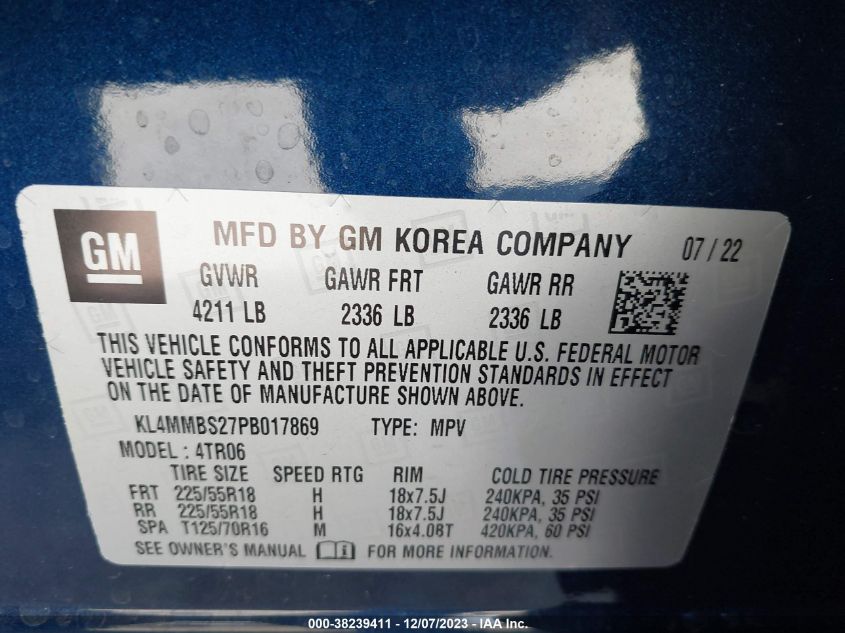 GM
MFD BY GM KOREA COMPANY 07/22
GVWR GAWR FRT GAWR RR
4211 LB 2336 LB 2336 LB
THIS VEHICLE CONFORMS TO ALL APPLICABLE U.S. FEDERAL MOTOR
VEHICLE SAFETY AND THEFT PREVENTION STANDARDS IN EFFECT
ON THE DATE OF MANUFACTURE SHOWN ABOVE.
KL4MMBS27PB017869 TYPE: MPV
MODEL: 4TR06
TIRE SIZE SPEED RTG RIM COLD TIRE PRESSURE
FRT 225/55R18 H 18x7.5J 240KPA, 35 PSI
RR 225/55R18 H 18x7.5J 240KPA, 35 PSI
SPA T125/70R16 M 16x4.0BT 420KPA, 60 PSI
SEE OWNER'S MANUAL FOR MORE INFORMATION.
000-38239411 - 12/07/2023 - IAA Inc.